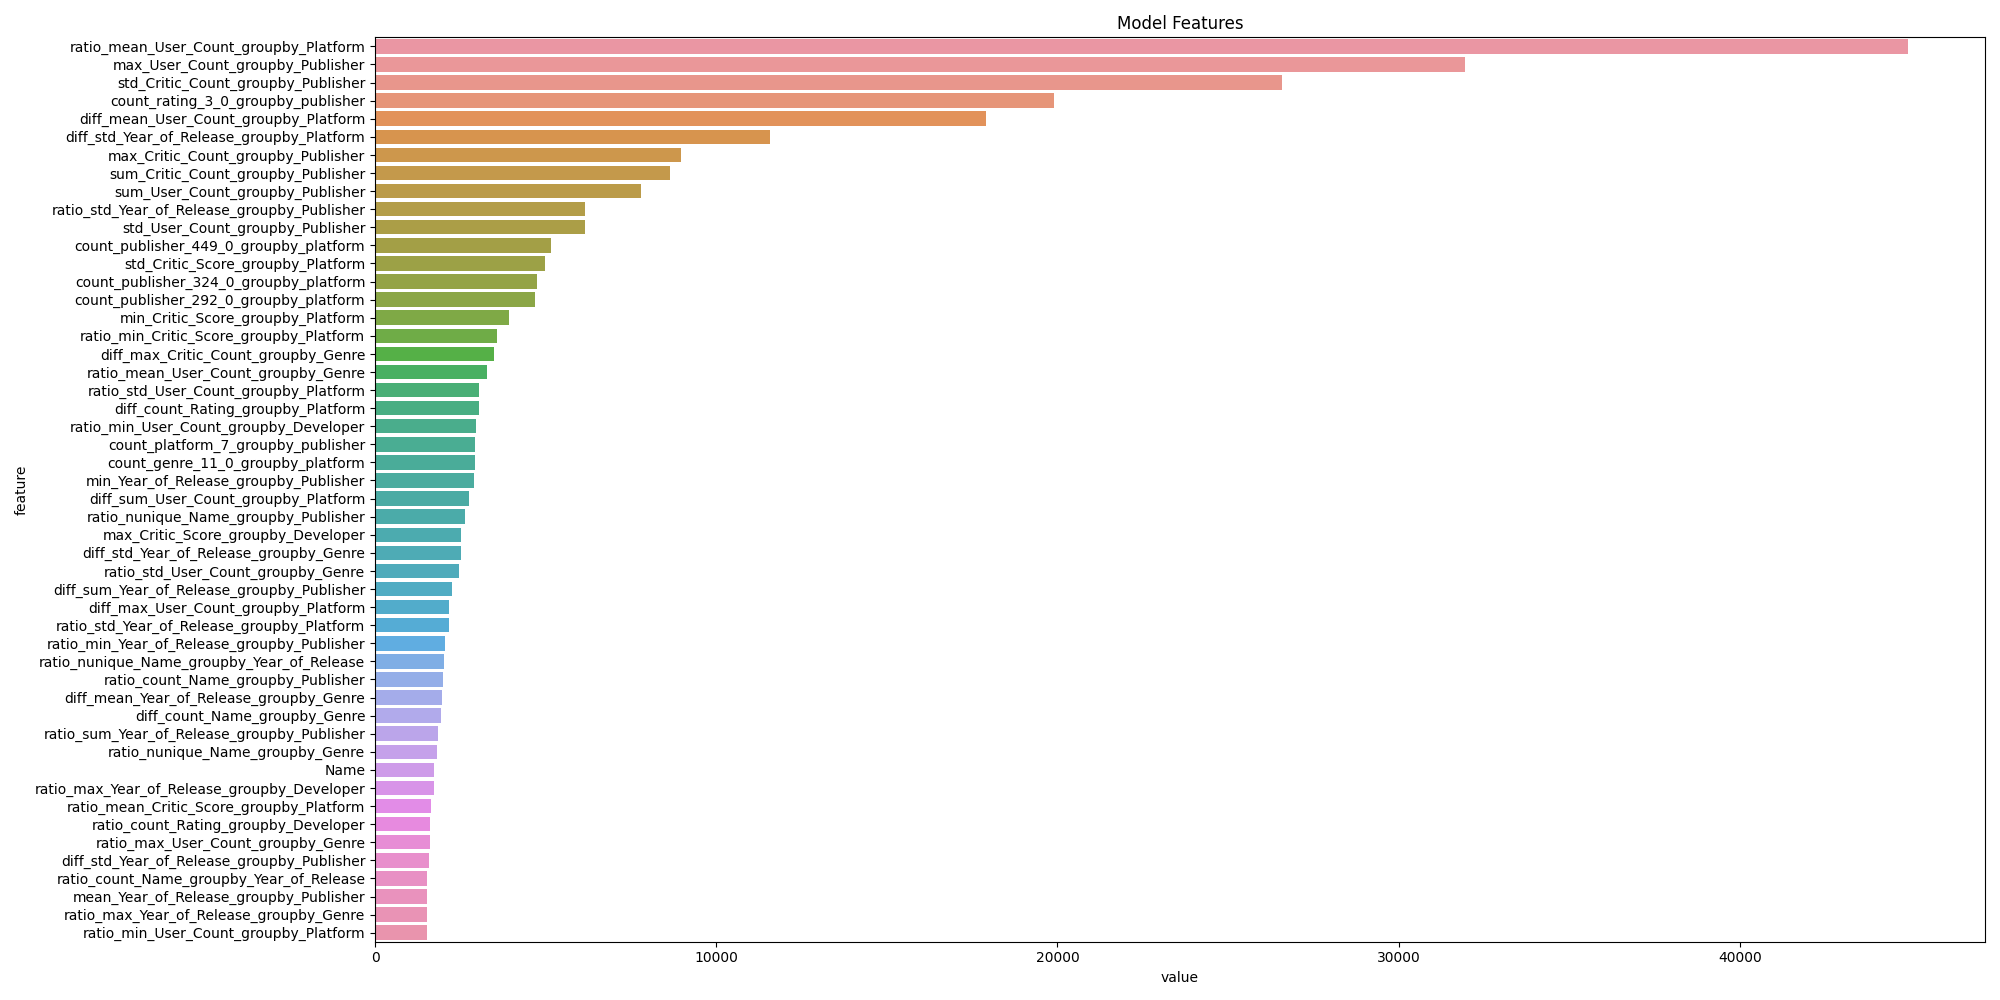 Model Features
ratio_mean_User_Count_groupby_Platform
max_User_Count_groupby_Publisher
std_Critic_Count_groupby_Publisher
count_rating_3_0_groupby_publisher
diff_mean_User_Count_groupby_Platform
diff_std_Year_of_Release_groupby_Platform
max_Critic_Count_groupby_Publisher
sum_Critic_Count_groupby_Publisher
sum_User_Count_groupby_Publisher
ratio_std_Year_of_Release_groupby_Publisher
std_User_Count_groupby_Publisher
count_publisher_449_0_groupby_platform
std_Critic_Score_groupby_Platform
count_publisher_324_0_groupby_platform
count_publisher_292_0_groupby_platform
min_Critic_Score_groupby_Platform
ratio_min_Critic_Score_groupby_Platform
diff_max_Critic_Count_groupby_Genre
ratio_mean_User_Count_groupby_Genre
ratio_std_User_Count_groupby_Platform
diff_count_Rating_groupby_Platform
ratio_min_User_Count_groupby_Developer
count_platform_7_groupby_publisher
count_genre_11_0_groupby_platform
min_Year_of_Release_groupby_Publisher
diff_sum_User_Count_groupby_Platform
ratio_nunique_Name_groupby_Publisher
max_Critic_Score_groupby_Developer
diff_std_Year_of_Release_groupby_Genre
ratio_std_User_Count_groupby_Genre
diff_sum_Year_of_Release_groupby_Publisher
diff_max_User_Count_groupby_Platform
ratio_std_Year_of_Release_groupby_Platform
ratio_min_Year_of_Release_groupby_Publisher
ratio_nunique_Name_groupby_Year_of_Release
ratio_count_Name_groupby_Publisher
diff_mean_Year_of_Release_groupby_Genre
diff_count_Name_groupby_Genre
ratio_sum_Year_of_Release_groupby_Publisher
ratio_nunique_Name_groupby_Genre
Name
ratio_max_Year_of_Release_groupby_Developer
ratio_mean_Critic_Score_groupby_Platform
ratio_count_Rating_groupby_Developer
ratio_max_User_Count_groupby_Genre
diff_std_Year_of_Release_groupby_Publisher
ratio_count_Name_groupby_Year_of_Release
mean_Year_of_Release_groupby_Publisher
ratio_max_Year_of_Release_groupby_Genre
ratio_min_User_Count_groupby_Platform
feature
0 10000 20000 30000 40000
value